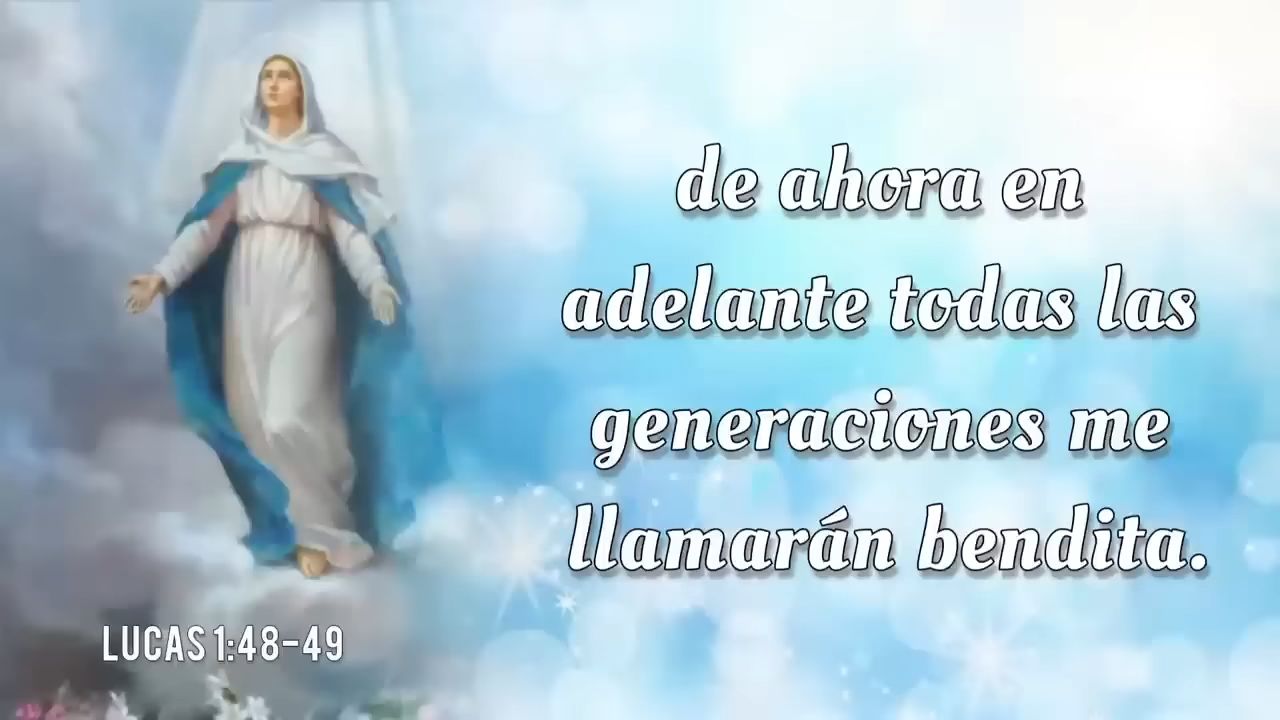 de ahora en
adelante todas las
generaciones me
llamarán bendita.
LUCAS 1:48-49